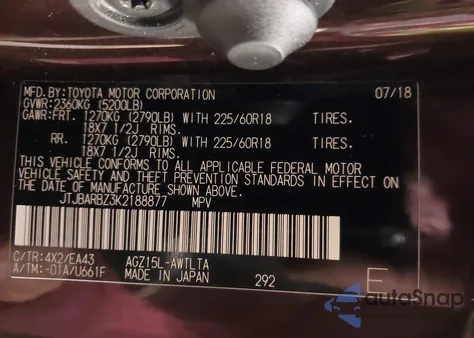 MFD. BY: TOYOTA MOTOR CORPORATION 07/18
GVWR: 2360KG (5200LB)
GAWR: FRT. 1270KG (2790LB) WITH 225/60R18 TIRES.
18X7 1/2J RIMS.
RR. 1270KG (2790LB) WITH 225/60R18 TIRES.
18X7 1/2J RIMS.
THIS VEHICLE CONFORMS TO ALL APPLICABLE FEDERAL MOTOR
VEHICLE SAFETY AND THEFT PREVENTION STANDARDS IN EFFECT ON
THE DATE OF MANUFACTURE SHOWN ABOVE.
JTJBARBZ3K2188877 MPV
C/TR: 4X2/EA43 AGZ15L-AWTLTA
A/TM: -01A/U661F MADE IN JAPAN 292 E
autoSnap